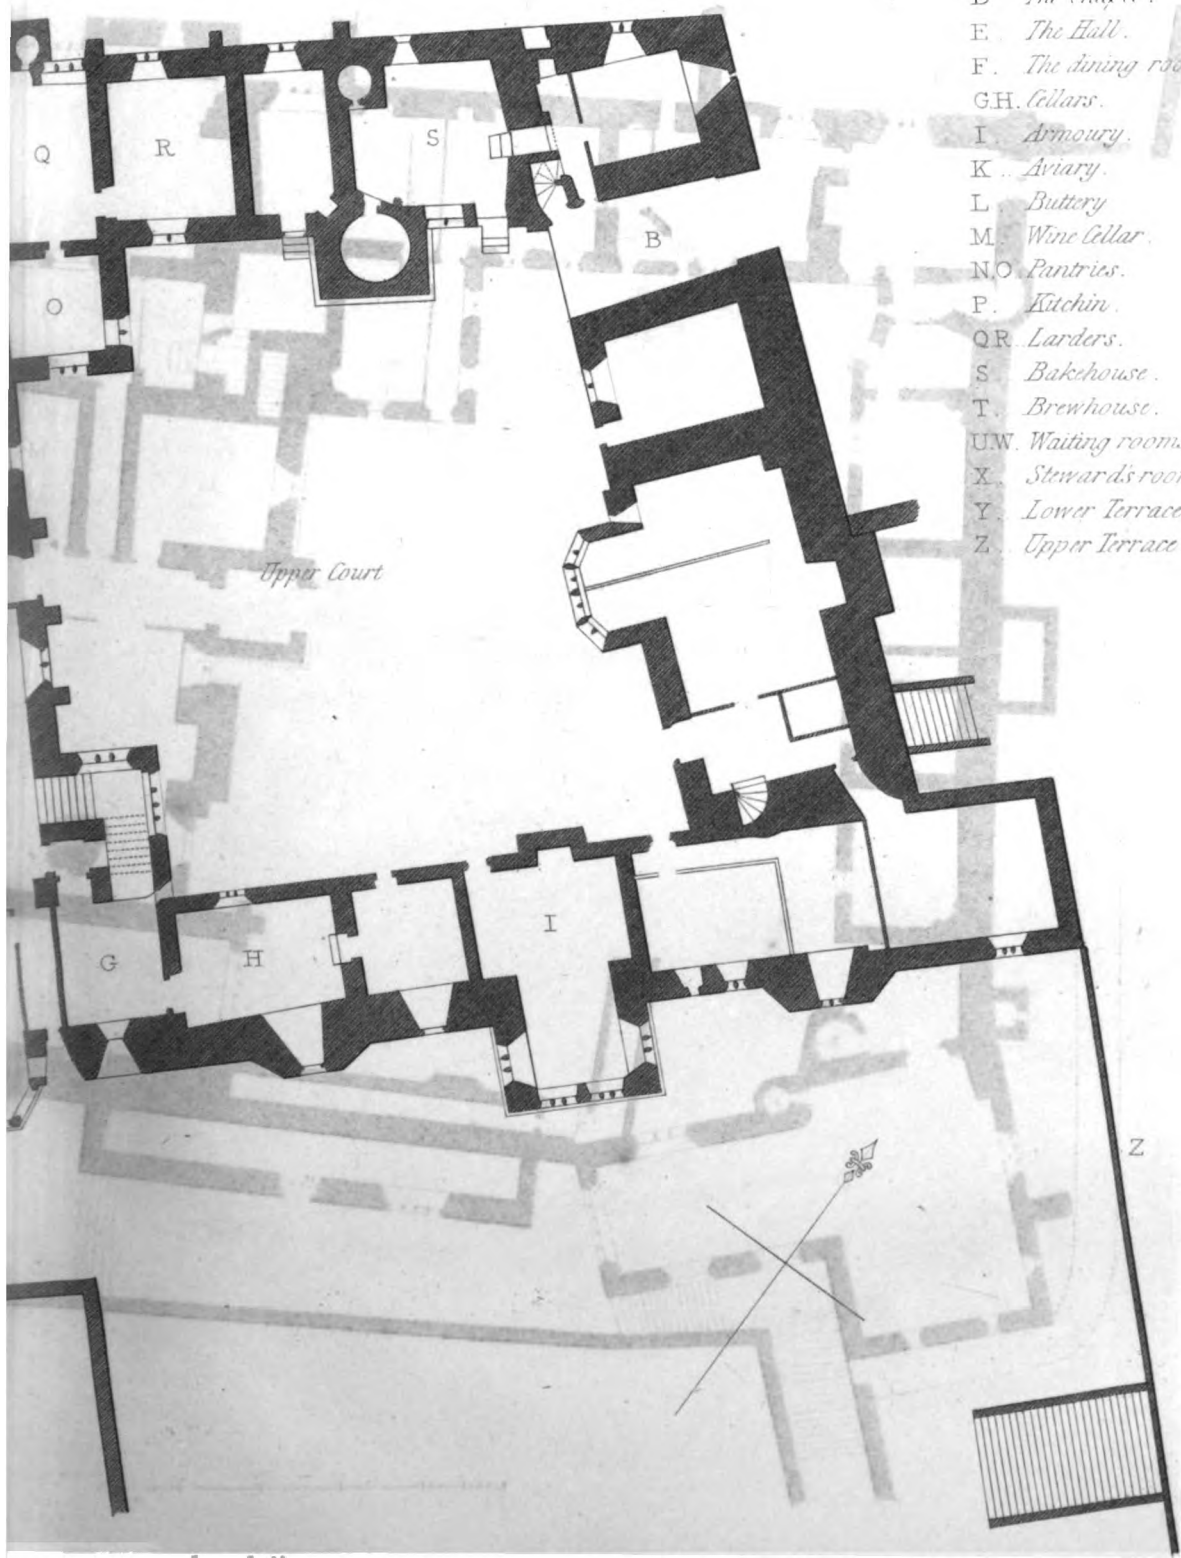 E. The Hall.
F. The dining
G.H. Cellars.
I. Armoury.
K. Aviary.
L Buttery
M. Wine Cellar.
N.O. Pantries.
P. Kitchin.
Q.R. Larders.
S. Bakehouse.
T. Brewhouse.
U.W. Waiting rooms
X. Steward's
Y. Lower Terrace
Z. Upper Terrace
Q
R
S
B
O
Upper Court
G
H
I
Z